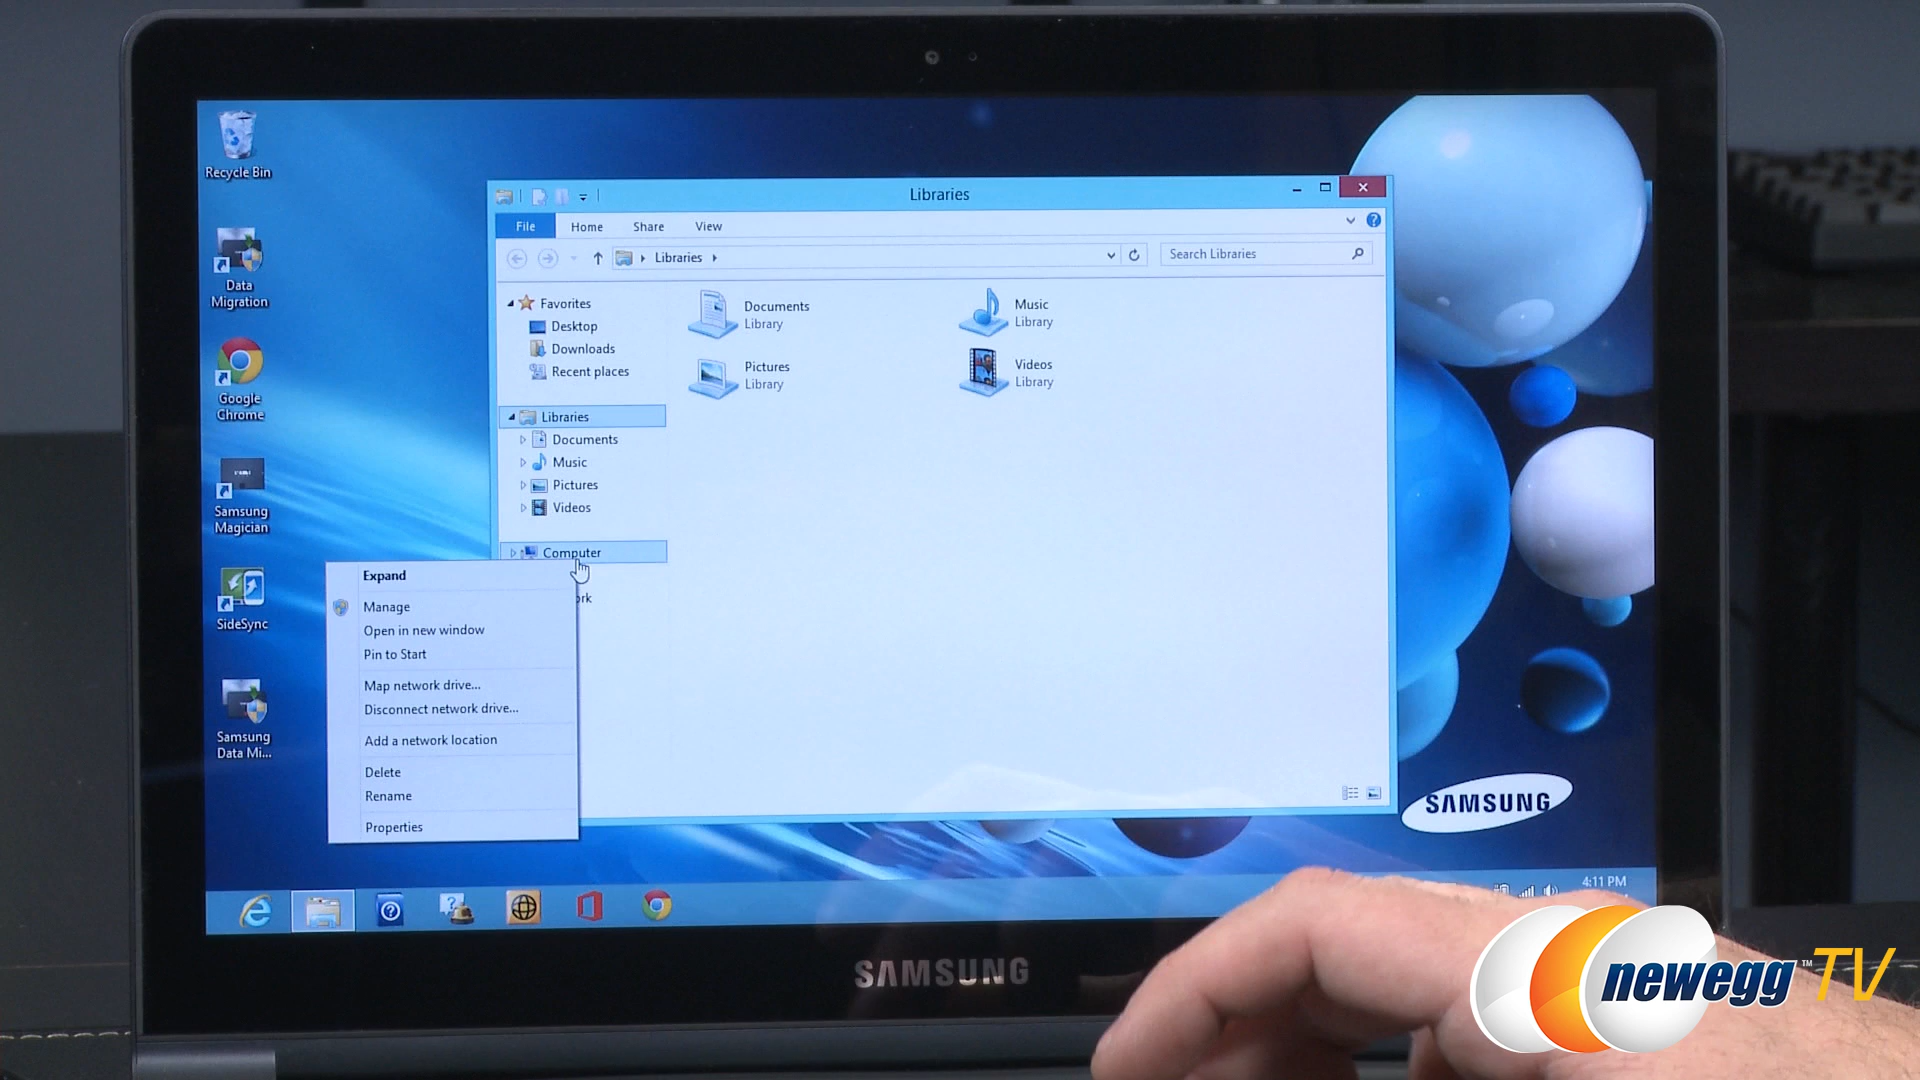 Recycle Bin
Data
Migration
Google
Chrome
Samsung
Magician
SideSync
Samsung
Data Mi...
Libraries
File
Home
Share
View
Libraries
Search Libraries
Favorites
Desktop
Downloads
Recent places
Libraries
Documents
Music
Pictures
Videos
Computer
Documents
Library
Music
Library
Pictures
Library
Videos
Library
Expand
Manage
Open in new window
Pin to Start
Map network drive...
Disconnect network drive...
Add a network location
Delete
Rename
Properties
SAMSUNG
4:11 PM
SAMSUNG
newegg™TV